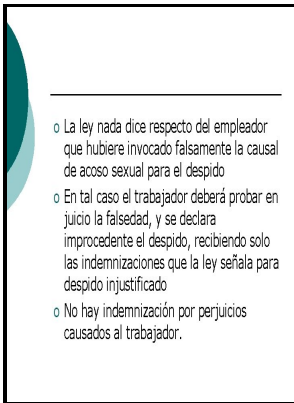 La ley nada dice respecto del empleador
que hubiere invocado falsamente la causal
de acoso sexual para el despido
En tal caso el trabajador deberá probar en
juicio la falsedad, y se declara
improcedente el despido, recibiendo solo
las indemnizaciones que la ley señala para
despido injustificado
No hay indemnización por perjuicios
causados al trabajador.